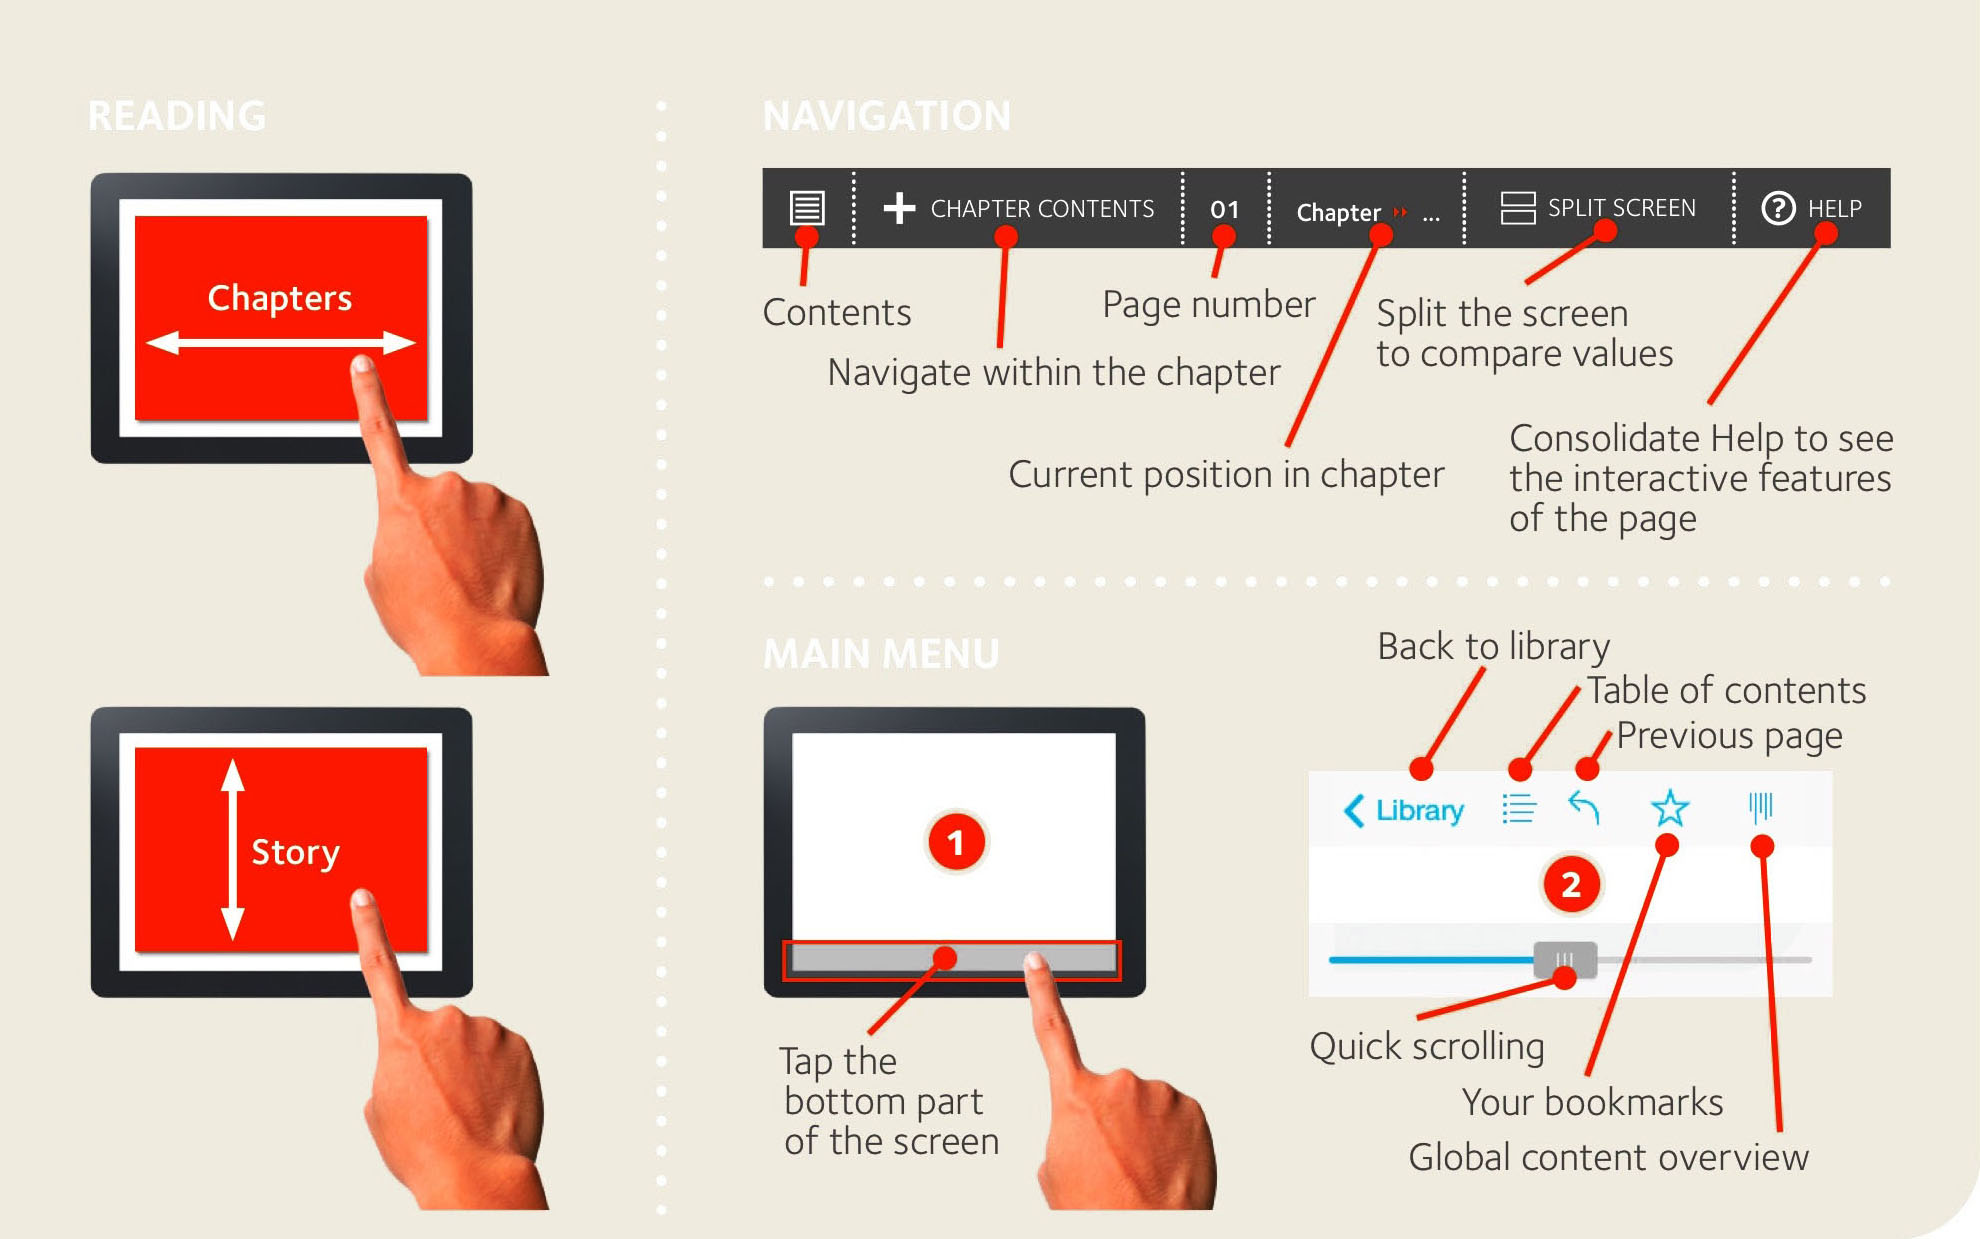 READING
Chapters
Story
NAVIGATION
CHAPTER CONTENTS
01
Chapter ...
SPLIT SCREEN
? HELP
Contents
Navigate within the chapter
Page number
Current position in chapter
Split the screen
to compare values
Consolidate Help to see
the interactive features
of the page
MAIN MENU
1
Tap the
bottom part
of the screen
Back to library
Table of contents
Previous page
Library
2
Quick scrolling
Your bookmarks
Global content overview